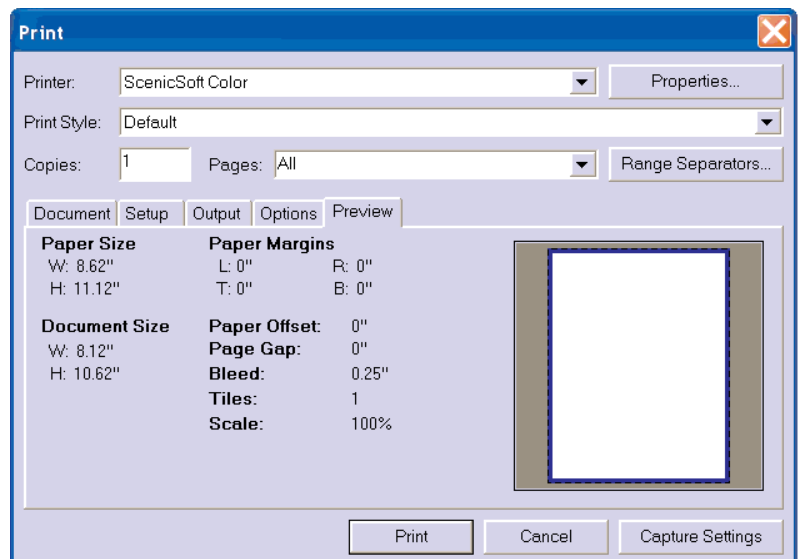 Print
Printer: ScenicSoft Color Properties...
Print Style: Default
Copies: 1 Pages: All Range Separators...
Document Setup Output Options Preview
Paper Size Paper Margins
W: 8.62" L: 0" R: 0"
H: 11.12" T: 0" B: 0"
Document Size Paper Offset: 0"
W: 8.12" Page Gap: 0"
H: 10.62" Bleed: 0.25"
Tiles: 1
Scale: 100%
Print Cancel Capture Settings